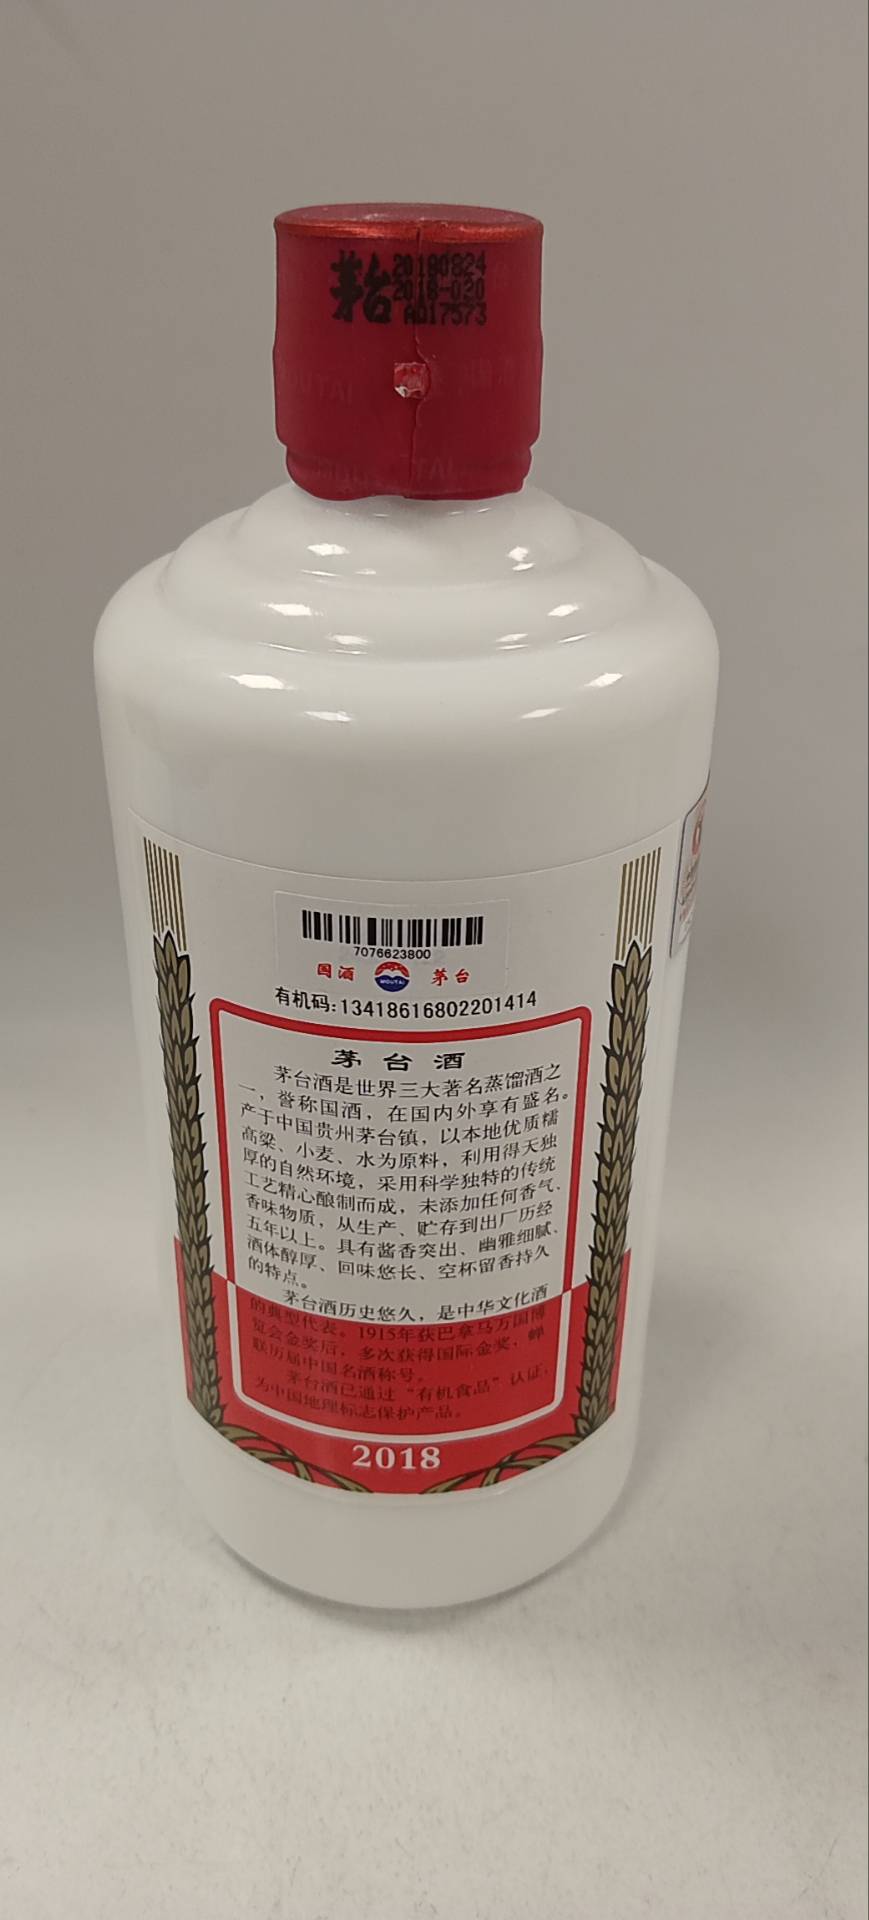 茅台
20180824
2018-020
A017573
MOUTAI
7076623800
国酒 MOUTAI 茅台
有机码:13418616802201414
茅台酒
茅台酒是世界三大著名蒸馏酒之
一，誉称国酒，在国内外享有盛名。
产于中国贵州茅台镇，以本地优质糯
高粱、小麦、水为原料，利用得天独
厚的自然环境，采用科学独特的传统
工艺精心酿制而成，未添加任何香气、
香味物质，从生产、贮存到出厂历经
五年以上。具有酱香突出、幽雅细腻、
酒体醇厚、回味悠长、空杯留香持久
的特点。
茅台酒历史悠久，是中华文化酒
的典型代表。1915年获巴拿马万国博
览会金奖后，多次获得国际金奖，蝉
联历届中国名酒称号。
茅台酒已通过“有机食品”认证，
为中国地理标志保护产品。
2018